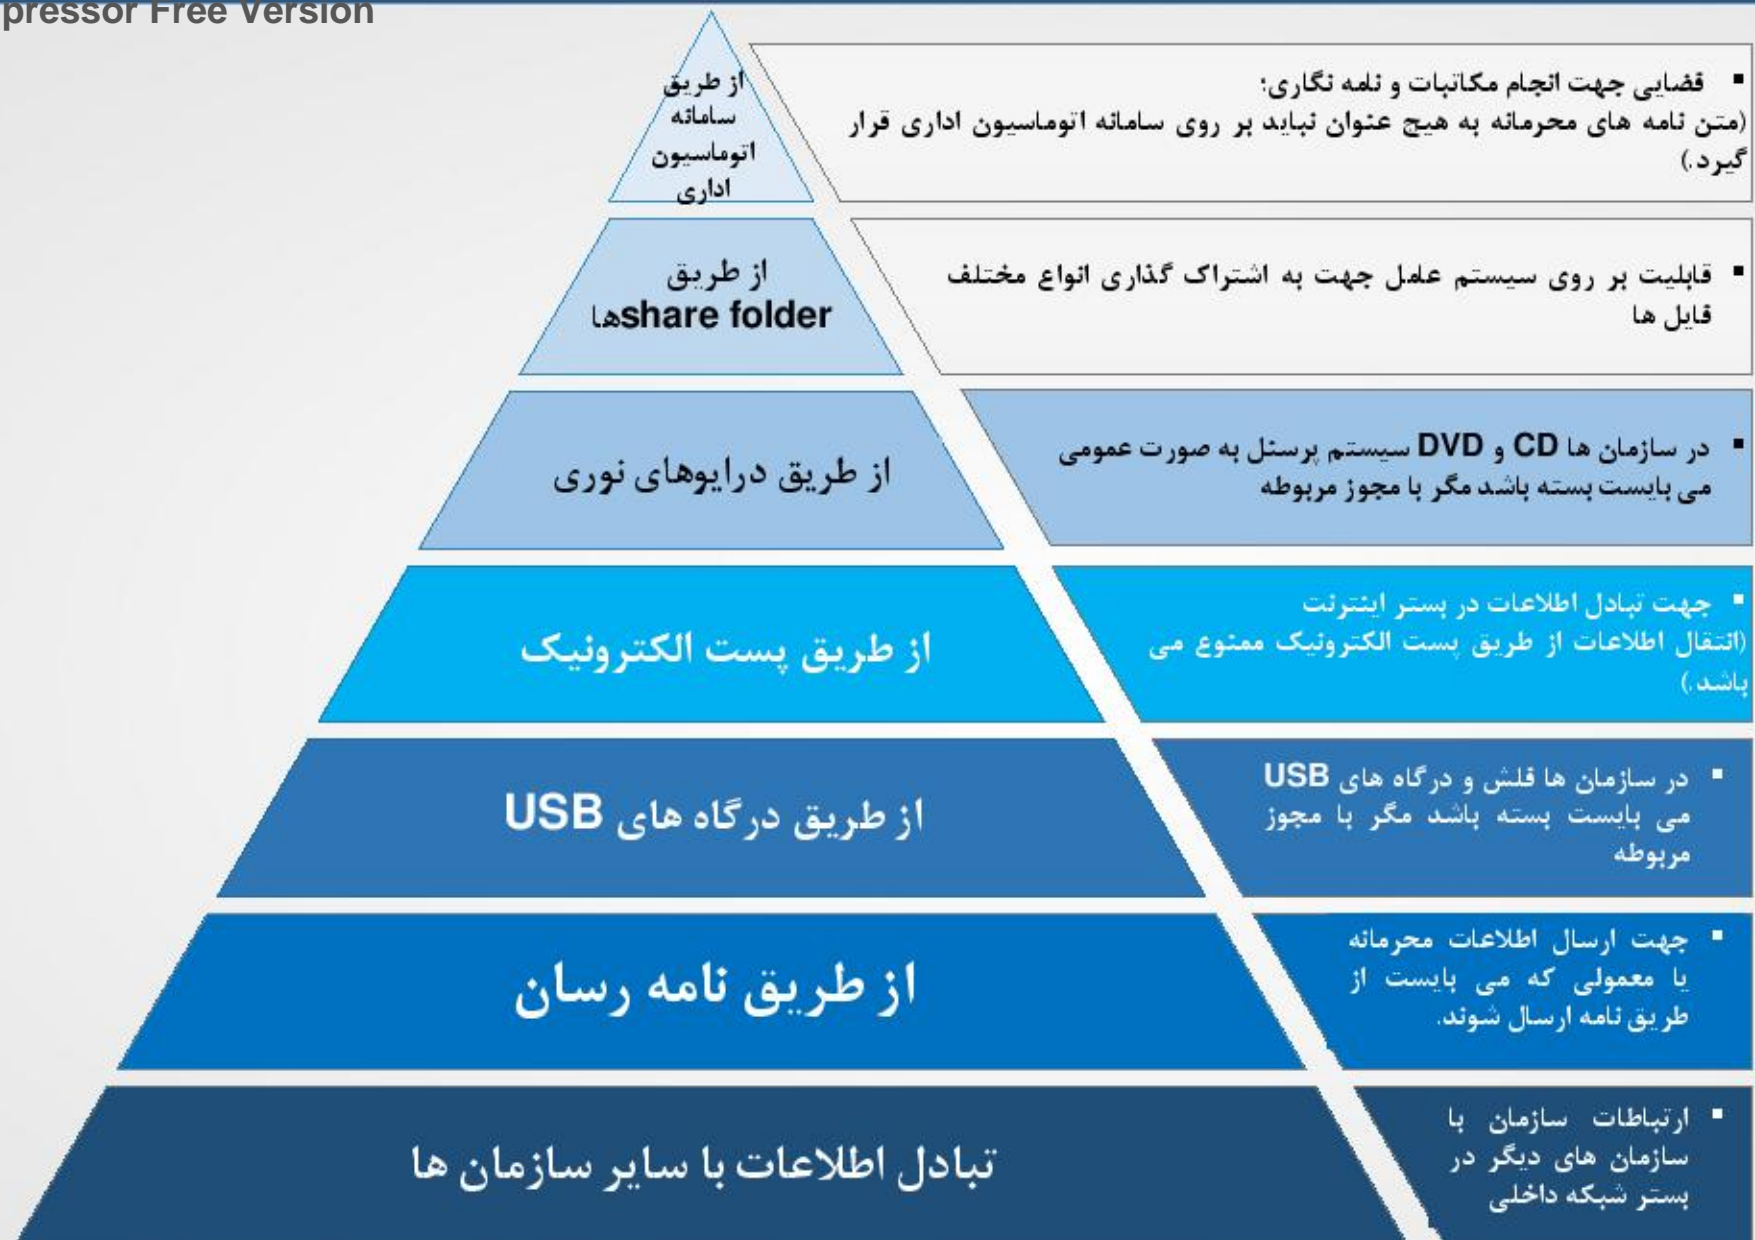 pressor Free Version
از طریق
سامانه
اتوماسیون
اداری
▪ فضایی جهت انجام مکاتبات و نامه نگاری؛
(متن نامه های محرمانه به هیچ عنوان نباید بر روی سامانه اتوماسیون اداری قرار
گیرد.)
از طریق
share folderها
▪ قابلیت بر روی سیستم عامل جهت به اشتراک گذاری انواع مختلف
فایل ها
از طریق درایوهای نوری
▪ در سازمان ها CD و DVD سیستم پرسنل به صورت عمومی
می بایست بسته باشد مگر با مجوز مربوطه
از طریق پست الکترونیک
▪ جهت تبادل اطلاعات در بستر اینترنت
(انتقال اطلاعات از طریق پست الکترونیک ممنوع می
باشد.)
از طریق درگاه های USB
▪ در سازمان ها فلش و درگاه های USB
می بایست بسته باشد مگر با مجوز
مربوطه
از طریق نامه رسان
▪ جهت ارسال اطلاعات محرمانه
یا معمولی که می بایست از
طریق نامه ارسال شوند.
تبادل اطلاعات با سایر سازمان ها
▪ ارتباطات سازمان با
سازمان های دیگر در
بستر شبکه داخلی